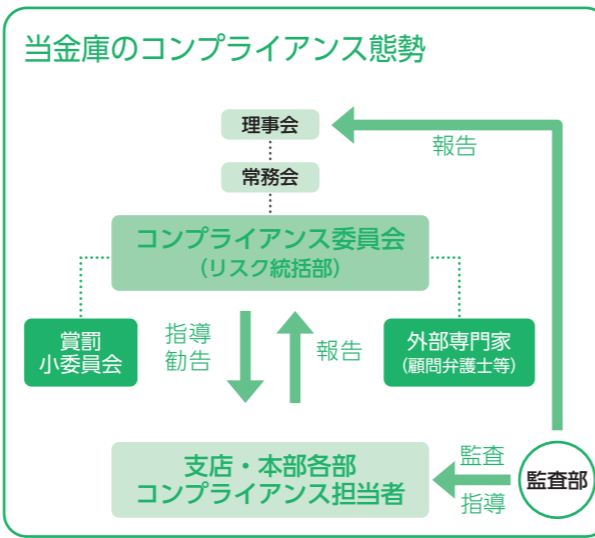 当金庫のコンプライアンス態勢
理事会
報告
常務会
コンプライアンス委員会
(リスク統括部)
賞罰
小委員会
指導
勧告
報告
外部専門家
(顧問弁護士等)
支店・本部各部
コンプライアンス担当者
監査
指導
監査部